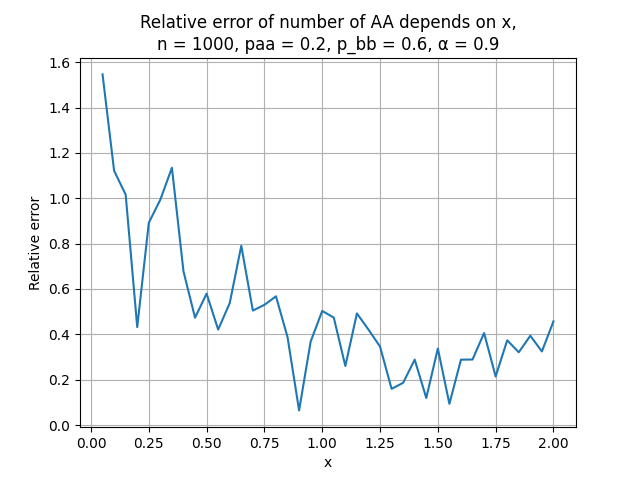 Relative error of number of AA depends on x,
n = 1000, paa = 0.2, p_bb = 0.6, α = 0.9
1.6
1.4
1.2
1.0
0.8
0.6
0.4
0.2
0.0
Relative error
0.00 0.25 0.50 0.75 1.00 1.25 1.50 1.75 2.00
x